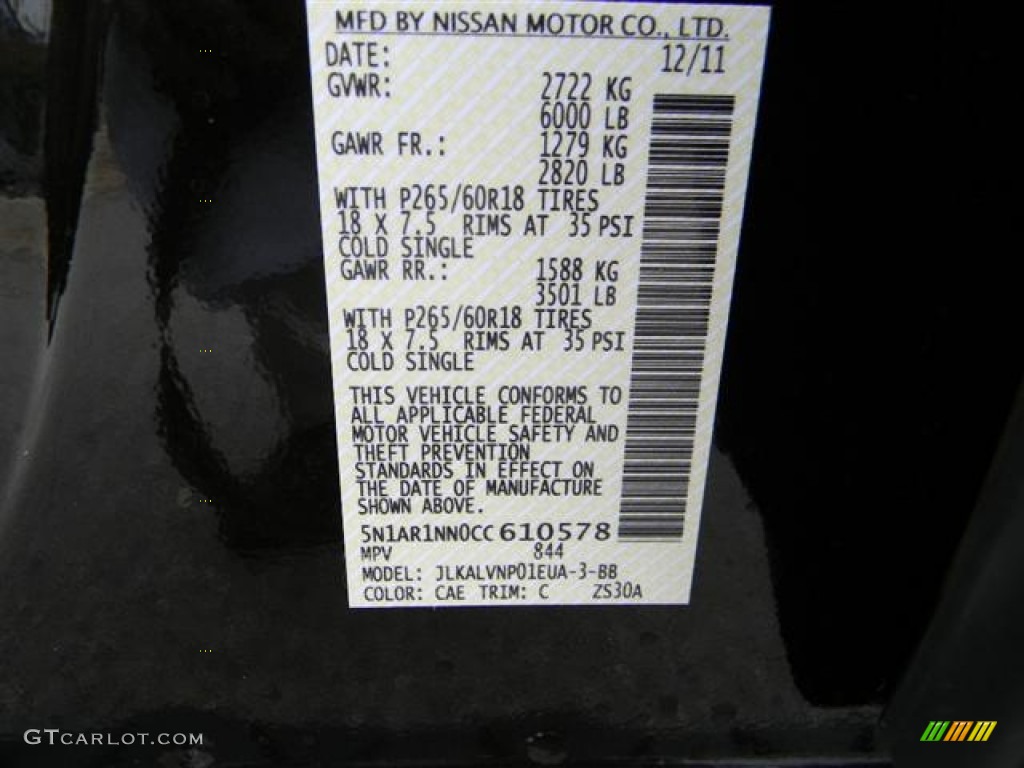 MFD BY NISSAN MOTOR CO., LTD.
DATE: 12/11
GVWR: 2722 KG
6000 LB
GAWR FR.: 1279 KG
2820 LB
WITH P265/60R18 TIRES
18 X 7.5 RIMS AT 35 PSI
COLD SINGLE
GAWR RR.: 1588 KG
3501 LB
WITH P265/60R18 TIRES
18 X 7.5 RIMS AT 35 PSI
COLD SINGLE
THIS VEHICLE CONFORMS TO
ALL APPLICABLE FEDERAL
MOTOR VEHICLE SAFETY AND
THEFT PREVENTION
STANDARDS IN EFFECT ON
THE DATE OF MANUFACTURE
SHOWN ABOVE.
5N1AR1NN0CC610578
MPV 844
MODEL: JLKALVNP01EUA-3-BB
COLOR: CAE TRIM: C ZS30A
GTCARLOT.COM